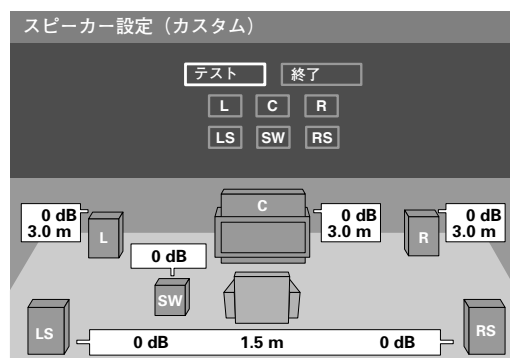 スピーカー設定（カスタム）
テスト 終了
L C R
LS SW RS
C
0 dB
3.0 m
L
0 dB
3.0 m
R
0 dB
3.0 m
0 dB
SW
LS
0 dB 1.5 m 0 dB
RS